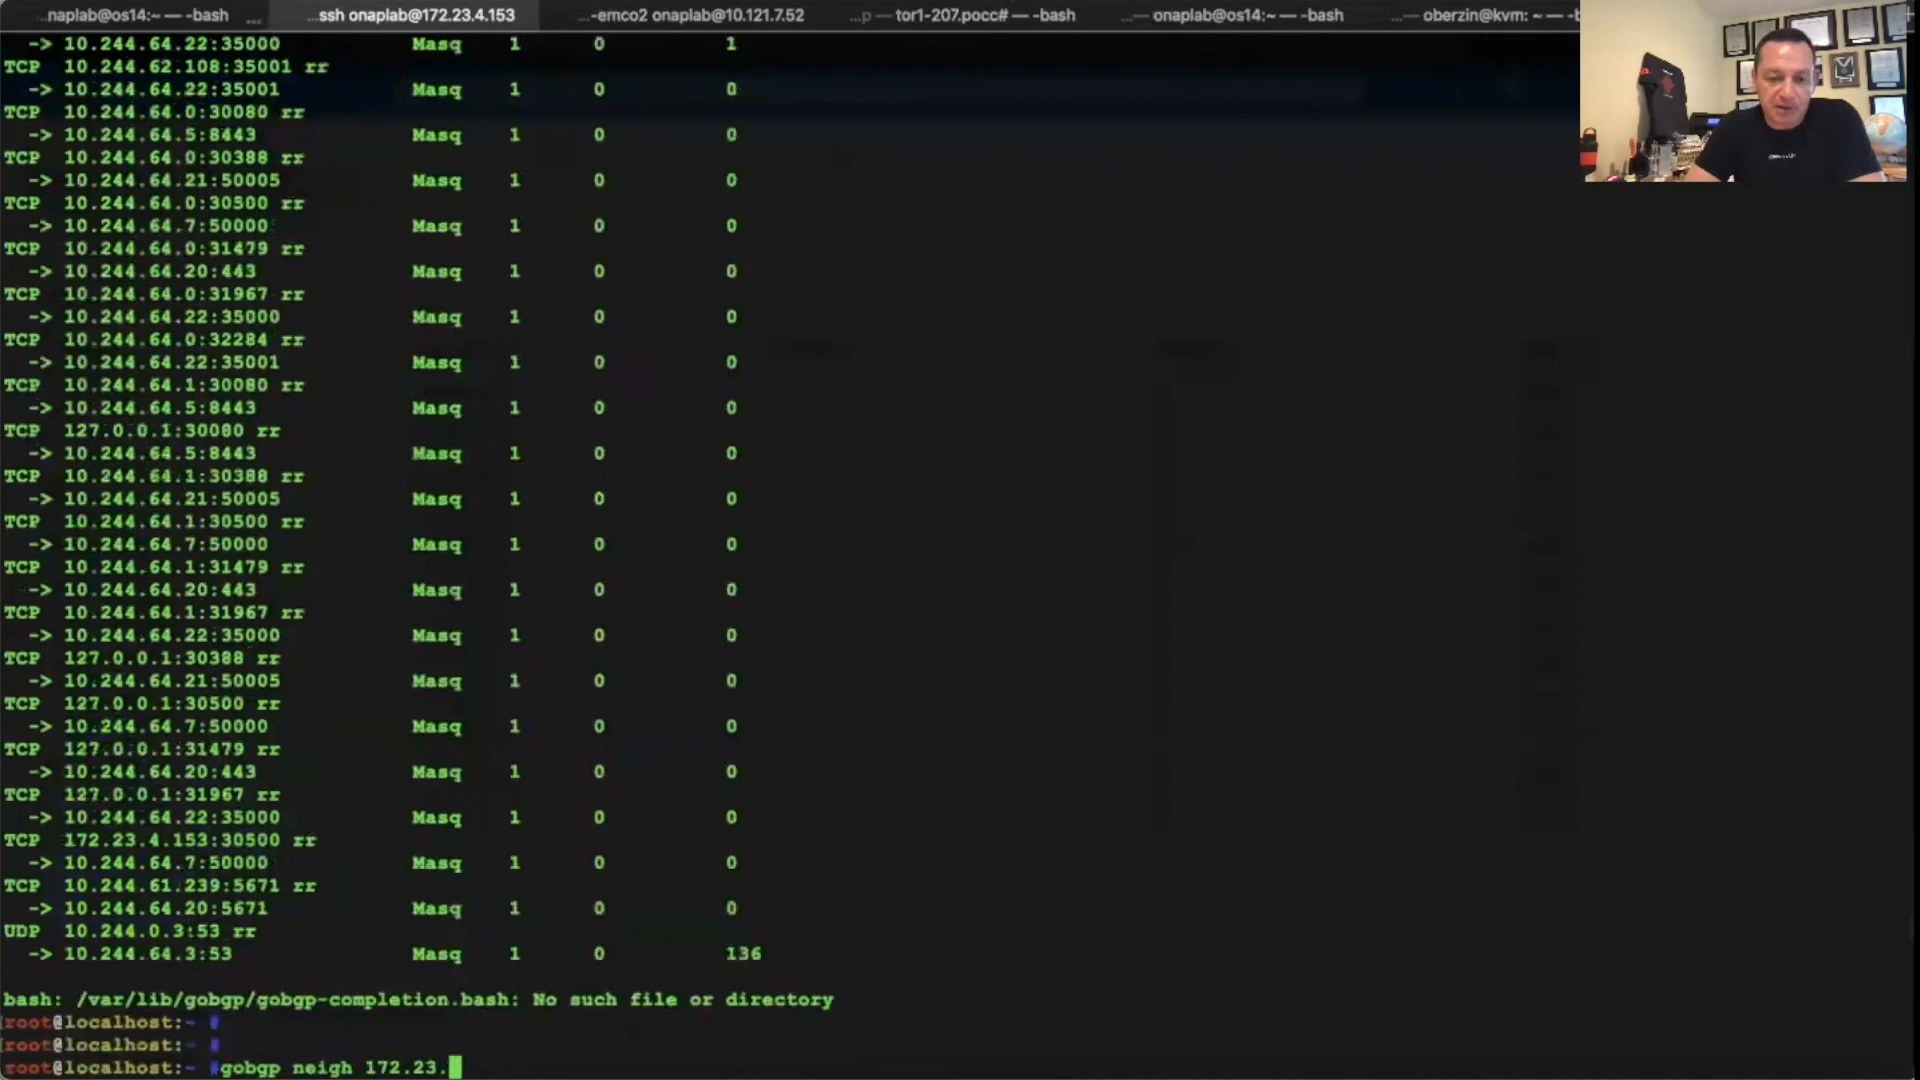 ...naplab@os14:~ — -bash ... ...ssh onaplab@172.23.4.153 ...-emco2 onaplab@10.121.7.52 ...p — tor1-207.pocc# — -bash ...— onaplab@os14:~ — -bash ...— oberzin@kvm: ~ — -b
-> 10.244.64.22:35000 Masq 1 0 1
TCP 10.244.62.108:35001 rr
-> 10.244.64.22:35001 Masq 1 0 0
TCP 10.244.64.0:30080 rr
-> 10.244.64.5:8443 Masq 1 0 0
TCP 10.244.64.0:30388 rr
-> 10.244.64.21:50005 Masq 1 0 0
TCP 10.244.64.0:30500 rr
-> 10.244.64.7:50000 Masq 1 0 0
TCP 10.244.64.0:31479 rr
-> 10.244.64.20:443 Masq 1 0 0
TCP 10.244.64.0:31967 rr
-> 10.244.64.22:35000 Masq 1 0 0
TCP 10.244.64.0:32284 rr
-> 10.244.64.22:35001 Masq 1 0 0
TCP 10.244.64.1:30080 rr
-> 10.244.64.5:8443 Masq 1 0 0
TCP 127.0.0.1:30080 rr
-> 10.244.64.5:8443 Masq 1 0 0
TCP 10.244.64.1:30388 rr
-> 10.244.64.21:50005 Masq 1 0 0
TCP 10.244.64.1:30500 rr
-> 10.244.64.7:50000 Masq 1 0 0
TCP 10.244.64.1:31479 rr
-> 10.244.64.20:443 Masq 1 0 0
TCP 10.244.64.1:31967 rr
-> 10.244.64.22:35000 Masq 1 0 0
TCP 127.0.0.1:30388 rr
-> 10.244.64.21:50005 Masq 1 0 0
TCP 127.0.0.1:30500 rr
-> 10.244.64.7:50000 Masq 1 0 0
TCP 127.0.0.1:31479 rr
-> 10.244.64.20:443 Masq 1 0 0
TCP 127.0.0.1:31967 rr
-> 10.244.64.22:35000 Masq 1 0 0
TCP 172.23.4.153:30500 rr
-> 10.244.64.7:50000 Masq 1 0 0
TCP 10.244.61.239:5671 rr
-> 10.244.64.20:5671 Masq 1 0 0
UDP 10.244.0.3:53 rr
-> 10.244.64.3:53 Masq 1 0 136
bash: /var/lib/gobgp/gobgp-completion.bash: No such file or directory
[root@localhost:~ #
[root@localhost:~ #
root@localhost:~ #gobgp neigh 172.23.